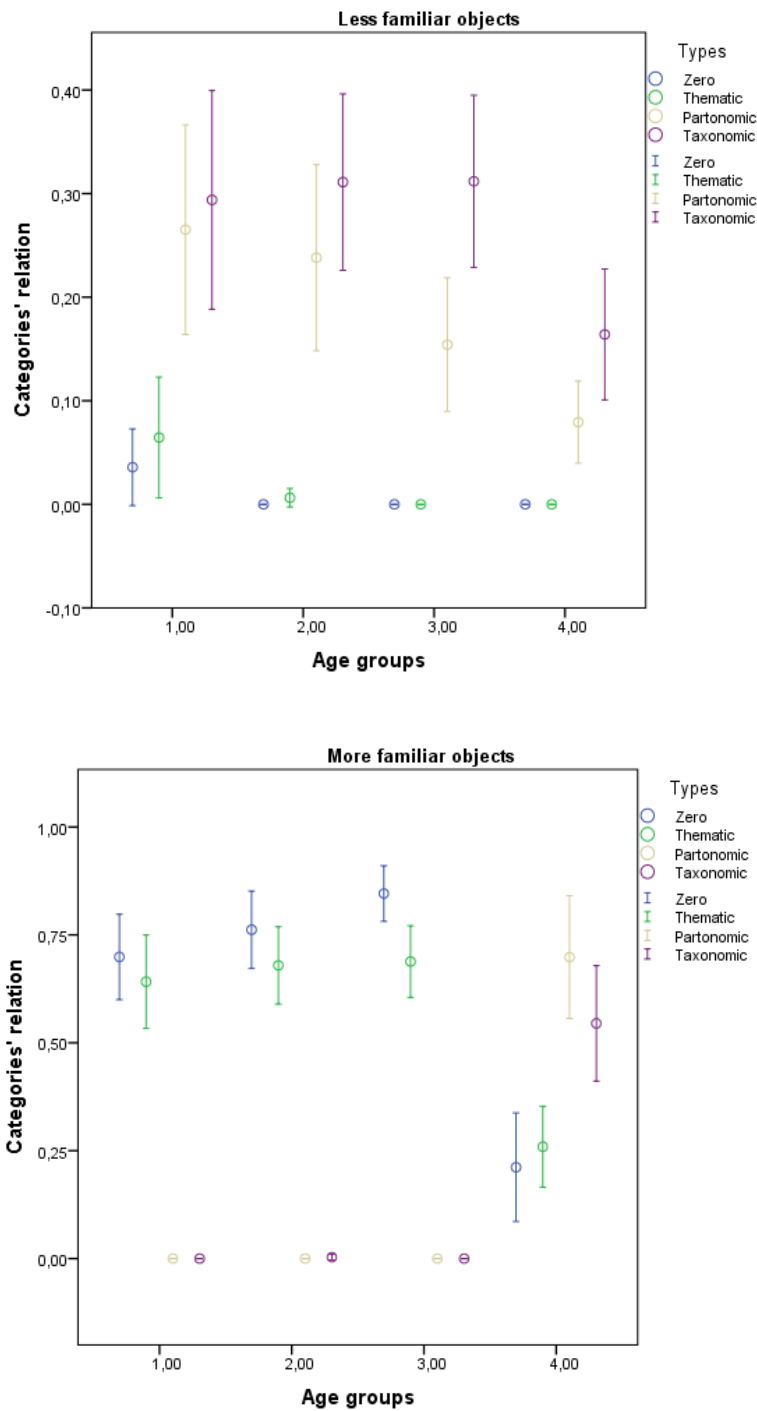 Less familiar objects
Types
Zero
Thematic
Partonomic
Taxonomic
Zero
Thematic
Partonomic
Taxonomic
Categories' relation
0,40
0,30
0,20
0,10
0,00
-0,10
1,00
2,00
3,00
4,00
Age groups
More familiar objects
Types
Zero
Thematic
Partonomic
Taxonomic
Zero
Thematic
Partonomic
Taxonomic
Categories' relation
1,00
0,75
0,50
0,25
0,00
1,00
2,00
3,00
4,00
Age groups